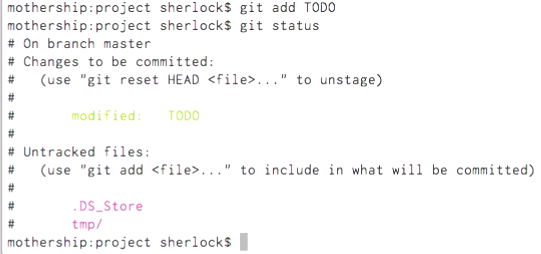 mothership:project sherlock$ git add TODO
mothership:project sherlock$ git status
# On branch master
# Changes to be committed:
#   (use "git reset HEAD <file>..." to unstage)
#
#       modified:   TODO
#
# Untracked files:
#   (use "git add <file>..." to include in what will be committed)
#
#       .DS_Store
#       tmp/
mothership:project sherlock$